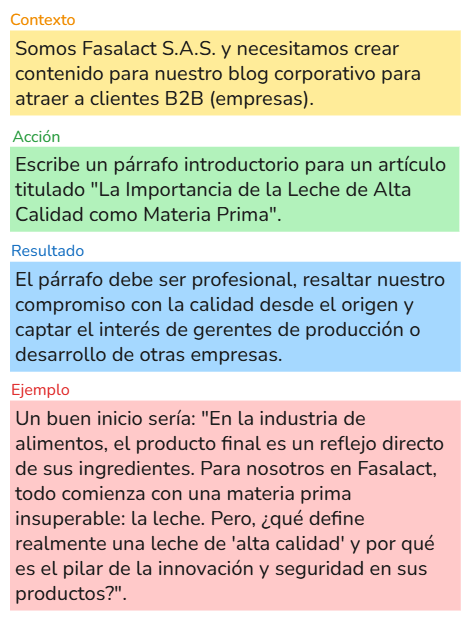 Contexto
Somos Fasalact S.A.S. y necesitamos crear
contenido para nuestro blog corporativo para
atraer a clientes B2B (empresas).
Acción
Escribe un párrafo introductorio para un artículo
titulado "La Importancia de la Leche de Alta
Calidad como Materia Prima".
Resultado
El párrafo debe ser profesional, resaltar nuestro
compromiso con la calidad desde el origen y
captar el interés de gerentes de producción o
desarrollo de otras empresas.
Ejemplo
Un buen inicio sería: "En la industria de
alimentos, el producto final es un reflejo directo
de sus ingredientes. Para nosotros en Fasalact,
todo comienza con una materia prima
insuperable: la leche. Pero, ¿qué define
realmente una leche de 'alta calidad' y por qué
es el pilar de la innovación y seguridad en sus
productos?".